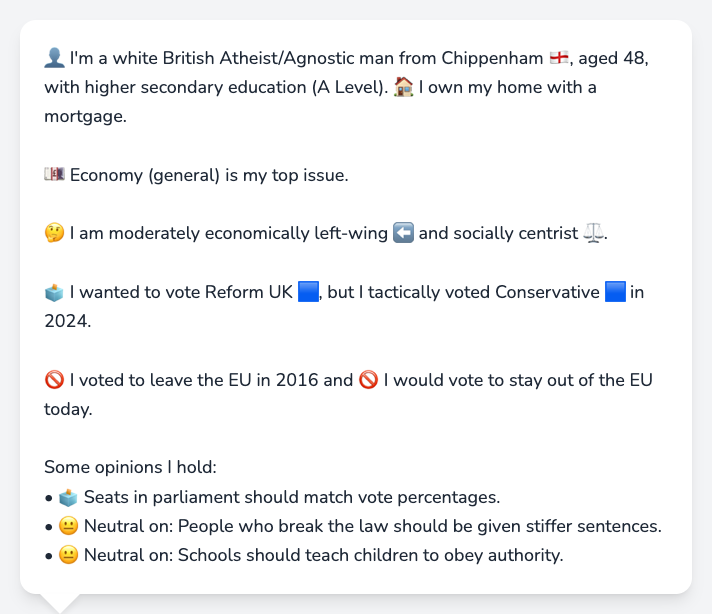 👤 I'm a white British Atheist/Agnostic man from Chippenham 🏴󠁧󠁢󠁥󠁮󠁧󠁿, aged 48,
with higher secondary education (A Level). 🏠 I own my home with a
mortgage.
💷 Economy (general) is my top issue.
🤔 I am moderately economically left-wing ⬅️ and socially centrist ⚖️.
🗳️ I wanted to vote Reform UK 🟦, but I tactically voted Conservative 🟦 in
2024.
🚫 I voted to leave the EU in 2016 and 🚫 I would vote to stay out of the EU
today.
Some opinions I hold:
• 🗳️ Seats in parliament should match vote percentages.
• 😐 Neutral on: People who break the law should be given stiffer sentences.
• 😐 Neutral on: Schools should teach children to obey authority.